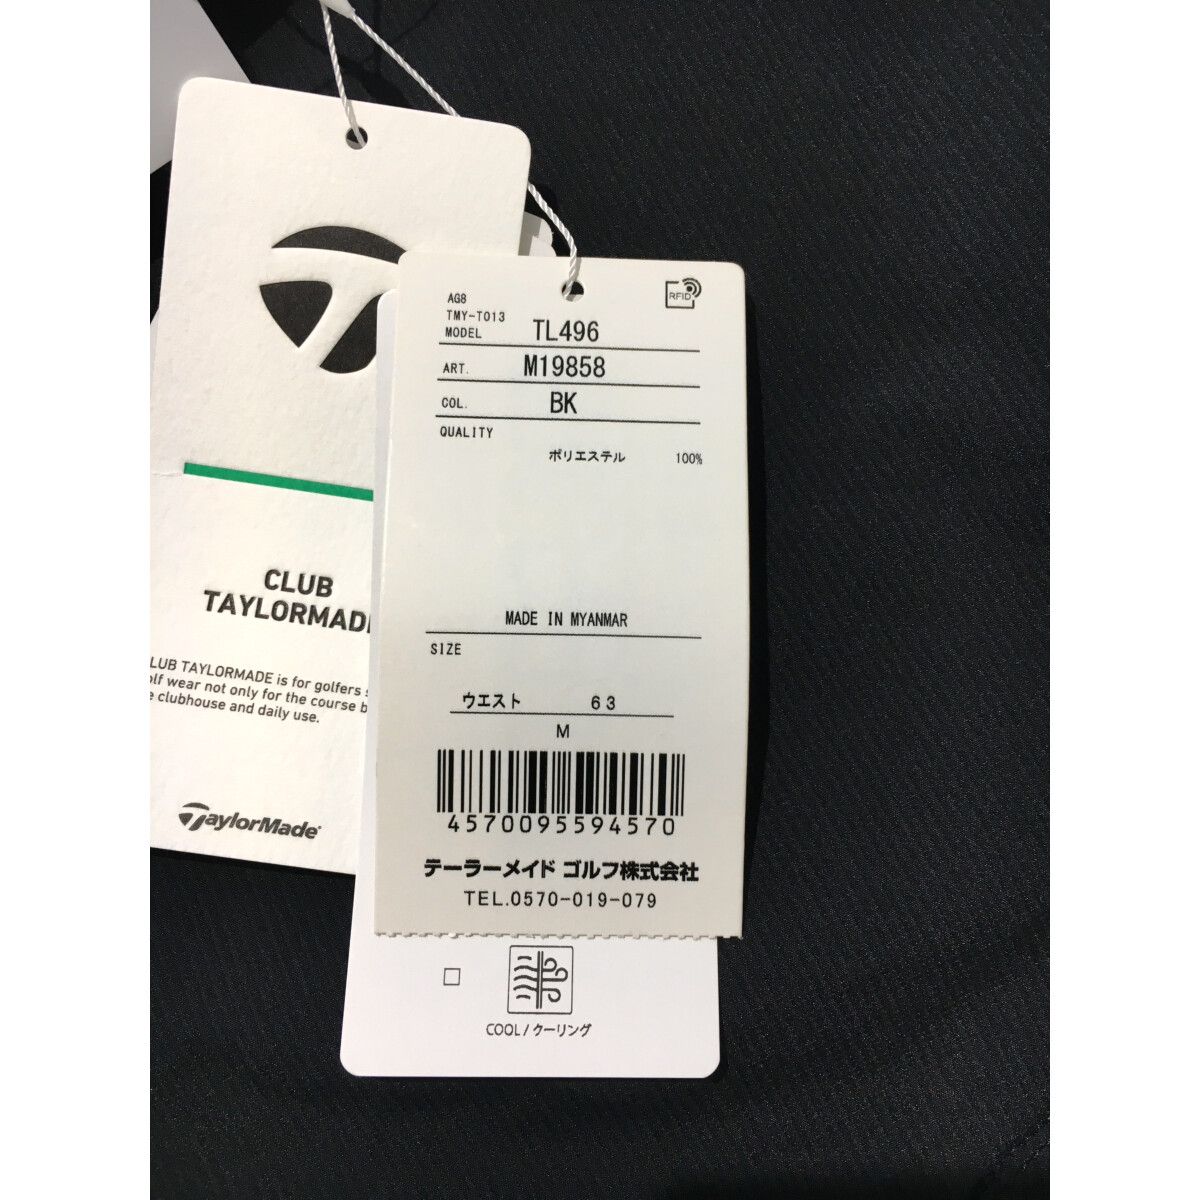 CLUB
TAYLORMAD
LUB TAYLORMADE is for golfers
wear not only for the course
clubhouse and daily use.
TaylorMade
RFID
AG8
TMY-T013
MODEL TL496
ART. M19858
COL. BK
QUALITY
ポリエステル 100%
MADE IN MYANMAR
SIZE
ウエスト 63
M
4570095594570
テーラーメイド ゴルフ株式会社
TEL.0570-019-079
COOL / クーリング